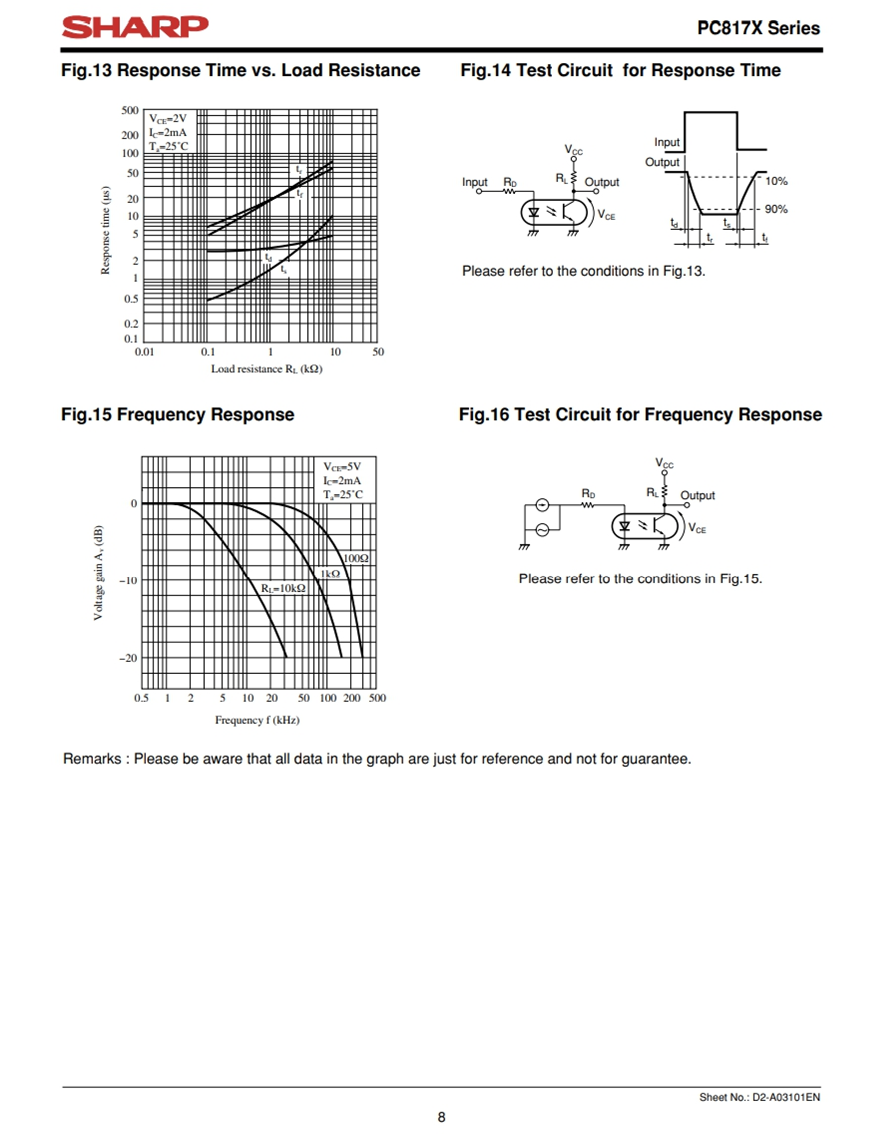 SHARP
PC817X Series
Fig.13 Response Time vs. Load Resistance
Fig.14 Test Circuit for Response Time
VCE=2V
IC=2mA
Ta=25˚C
500
200
100
50
20
10
5
2
1
0.5
0.2
0.1
Response time (μs)
tr
tf
td
ts
0.01 0.1 1 10 50
Load resistance RL (kΩ)
VCC
Input RD RL Output
VCE
Input
Output
10%
90%
td
ts
tr
tf
Please refer to the conditions in Fig.13.
Fig.15 Frequency Response
Fig.16 Test Circuit for Frequency Response
VCE=5V
IC=2mA
Ta=25˚C
0
−10
−20
Voltage gain Av (dB)
100Ω
1kΩ
RL=10kΩ
0.5 1 2 5 10 20 50 100 200 500
Frequency f (kHz)
VCC
RD RL Output
VCE
Please refer to the conditions in Fig.15.
Remarks : Please be aware that all data in the graph are just for reference and not for guarantee.
Sheet No.: D2-A03101EN
8